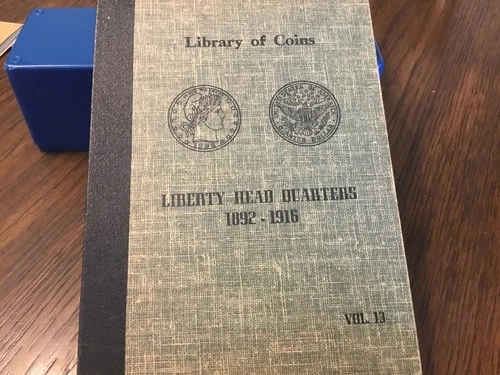 Library of Coins
LIBERTY HEAD QUARTERS
1892 - 1916
VOL. 13